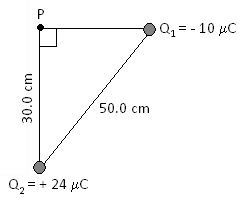 P
Q₁ = - 10 μC
30.0 cm
50.0 cm
Q₂ = + 24 μC